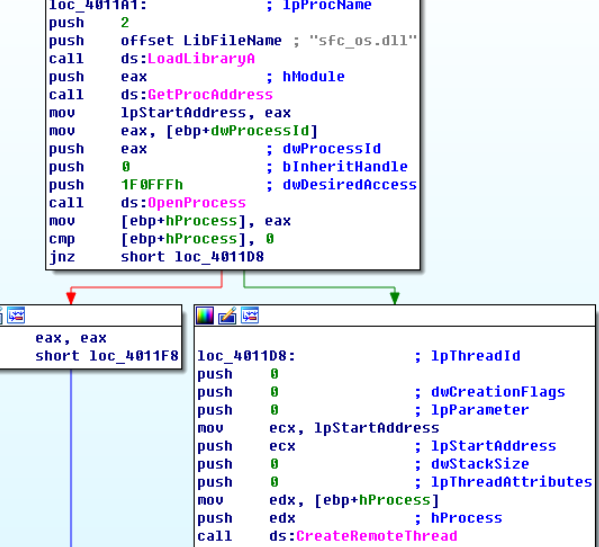 loc_4011A1: ; lpProcName
push 2
push offset LibFileName ; "sfc_os.dll"
call ds:LoadLibraryA
push eax ; hModule
call ds:GetProcAddress
mov lpStartAddress, eax
mov eax, [ebp+dwProcessId]
push eax ; dwProcessId
push 0 ; bInheritHandle
push 1F0FFFh ; dwDesiredAccess
call ds:OpenProcess
mov [ebp+hProcess], eax
cmp [ebp+hProcess], 0
jnz short loc_4011D8
eax, eax
short loc_4011F8
loc_4011D8: ; lpThreadId
push 0
push 0 ; dwCreationFlags
push 0 ; lpParameter
mov ecx, lpStartAddress
push ecx ; lpStartAddress
push 0 ; dwStackSize
push 0 ; lpThreadAttributes
mov edx, [ebp+hProcess]
push edx ; hProcess
call ds:CreateRemoteThread